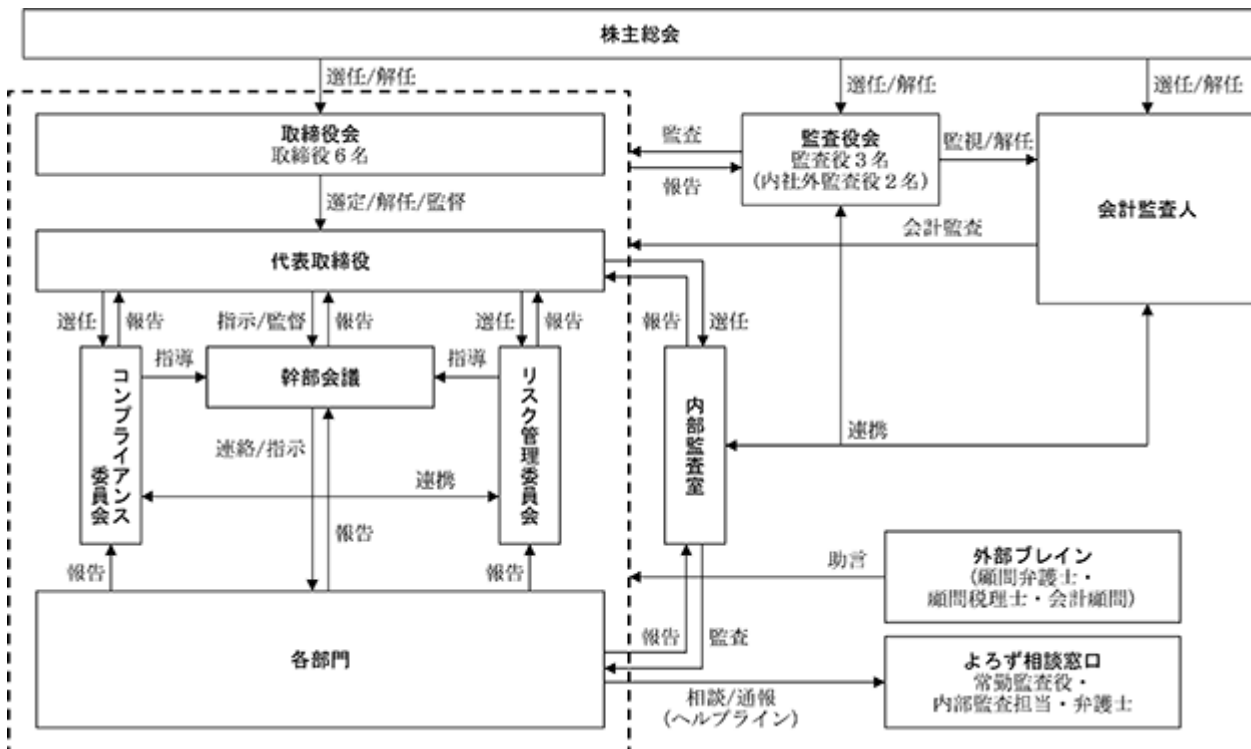 株主総会
選任/解任
選任/解任
選任/解任
取締役会
取締役6名
監査
報告
監査役会
監査役3名
(内社外監査役2名)
監視/解任
会計監査人
選定/解任/監督
会計監査
代表取締役
選任
報告
指示/監督
報告
選任
報告
報告
選任
コンプライアンス
委員会
指導
幹部会議
指導
リスク管理委員会
内部監査室
連絡/指示
連携
連携
報告
報告
報告
助言
外部ブレイン
(顧問弁護士・
顧問税理士・会計顧問)
各部門
報告
監査
相談/通報
(ヘルプライン)
よろず相談窓口
常勤監査役・
内部監査担当・弁護士